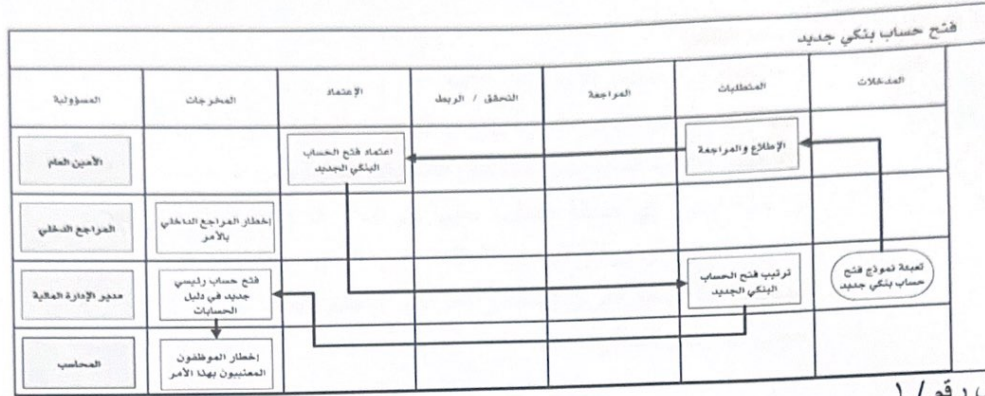 فتح حساب بنكي جديد
المدخلات
المتطلبات
المراجعة
التحقق / الربط
الإعتماد
المخرجات
المسؤولية
الإطلاع والمراجعة
اعتماد فتح الحساب
البنكي الجديد
الأمين العام
إخطار المراجع الداخلي
بالأمر
المراجع الداخلي
تعبئة نموذج فتح
حساب بنكي جديد
ترتيب فتح الحساب
البنكي الجديد
فتح حساب رئيسي
جديد في دليل
الحسابات
مدير الإدارة المالية
إخطار الموظفون
المعنييون بهذا الأمر
المحاسب
رقم / ١